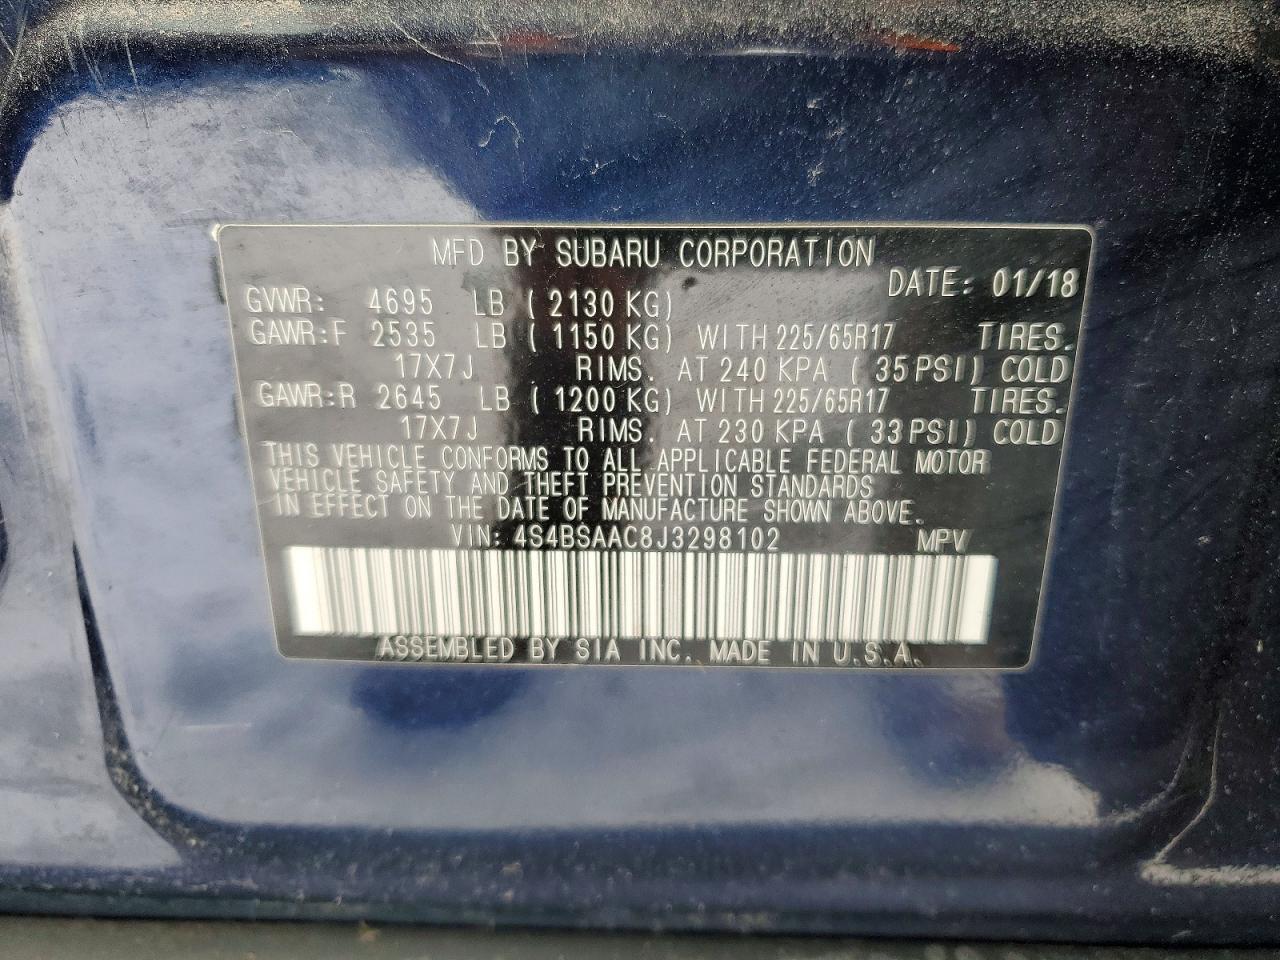 MFD BY SUBARU CORPORATION
DATE: 01/18
GVWR: 4695 LB ( 2130 KG)
GAWR:F 2535 LB ( 1150 KG) WITH 225/65R17 TIRES.
17X7J RIMS. AT 240 KPA ( 35 PSI) COLD
GAWR:R 2645 LB ( 1200 KG) WITH 225/65R17 TIRES.
17X7J RIMS. AT 230 KPA ( 33 PSI) COLD
THIS VEHICLE CONFORMS TO ALL APPLICABLE FEDERAL MOTOR
VEHICLE SAFETY AND THEFT PREVENTION STANDARDS
IN EFFECT ON THE DATE OF MANUFACTURE SHOWN ABOVE.
VIN: 4S4BSAAC8J3298102 MPV
ASSEMBLED BY SIA INC. MADE IN U.S.A.